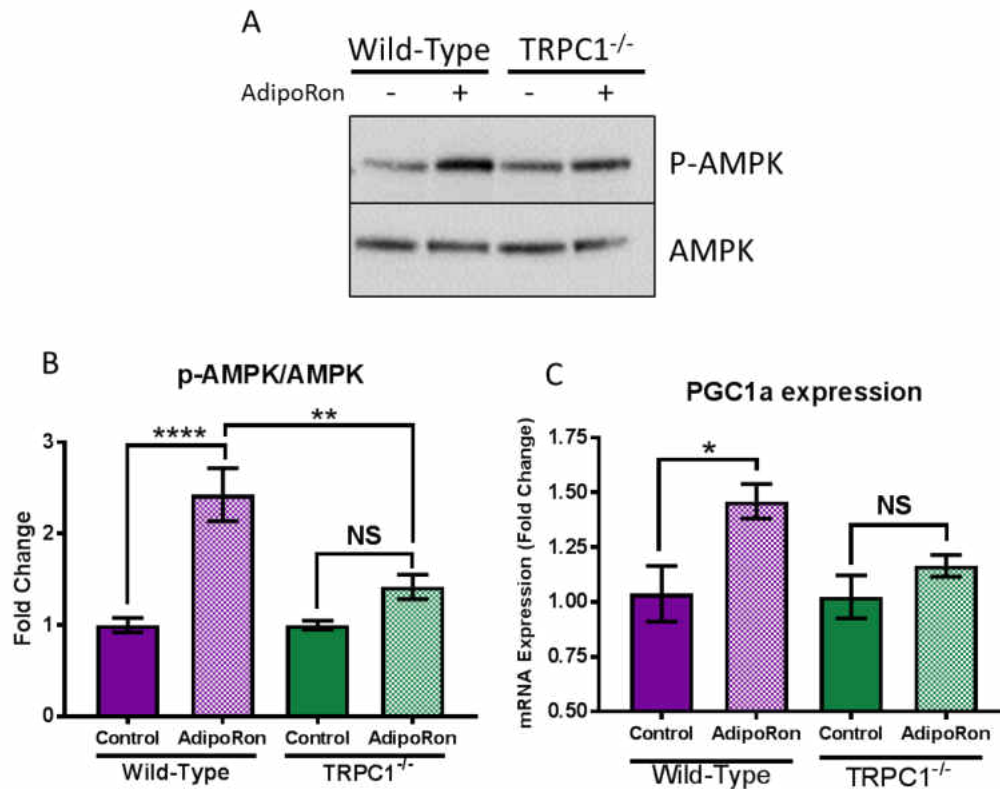 A
Wild-Type TRPC1-/-
AdipoRon - + - +
P-AMPK
AMPK
B
p-AMPK/AMPK
Fold Change
3
2
1
0
****
**
NS
Control AdipoRon Control AdipoRon
Wild-Type TRPC1-/-
C
PGC1a expression
mRNA Expression (Fold Change)
1.75
1.50
1.25
1.00
0.75
0.50
*
NS
Control AdipoRon Control AdipoRon
Wild-Type TRPC1-/-